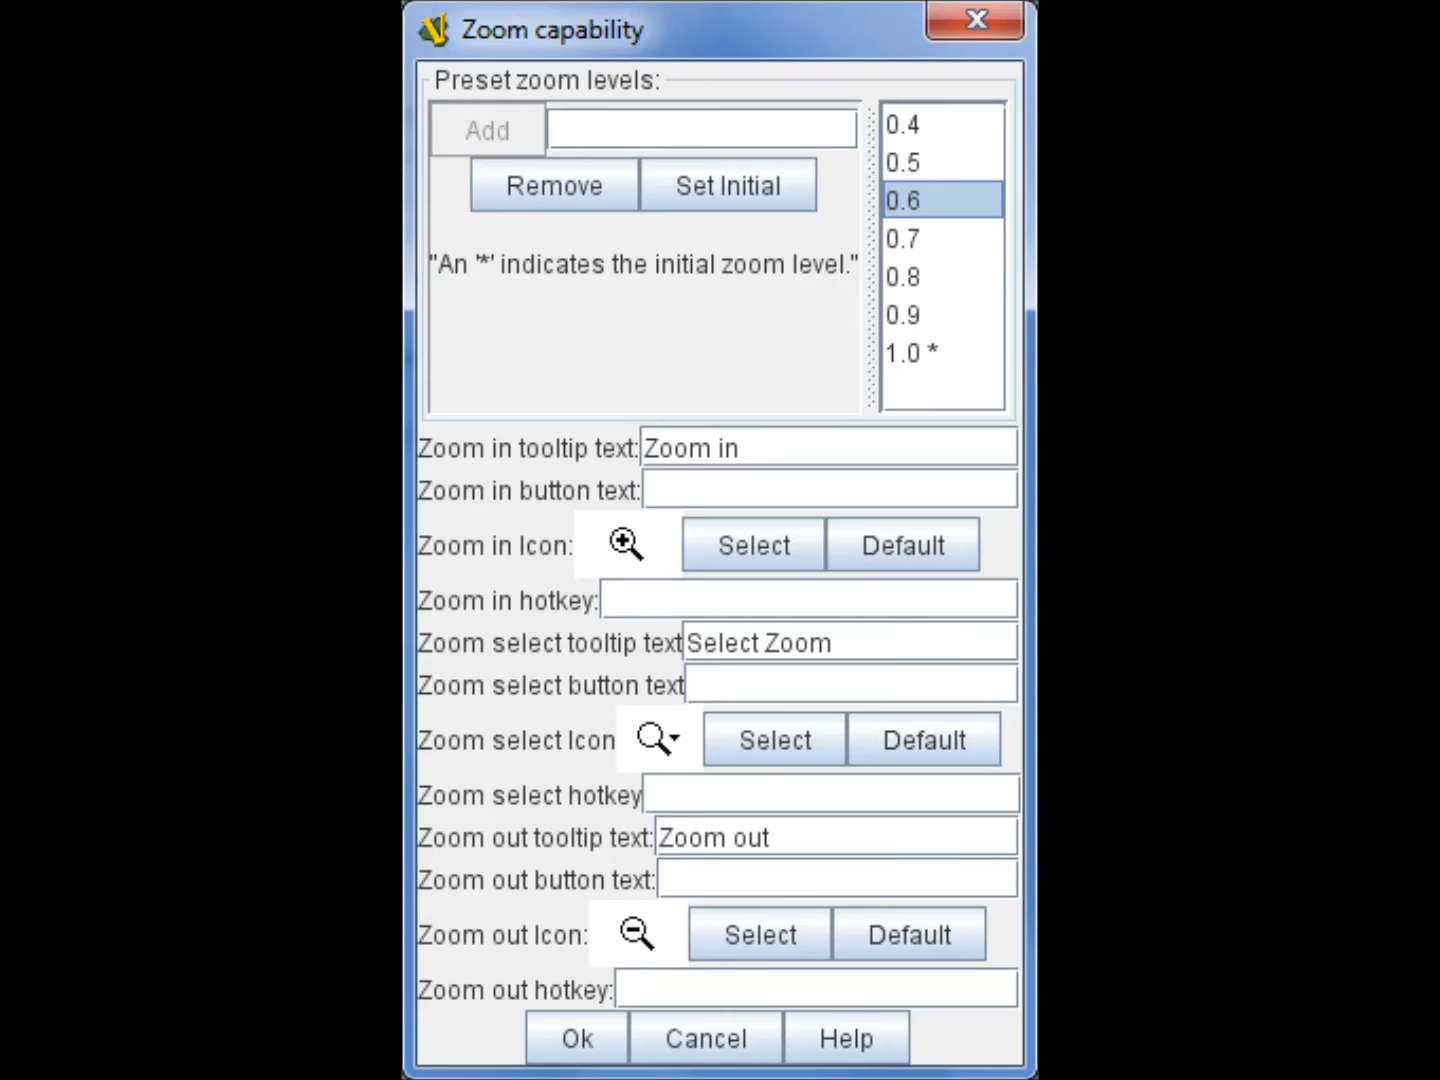 Zoom capability
Preset zoom levels:
Add
Remove Set Initial
"An '*' indicates the initial zoom level."
0.4
0.5
0.6
0.7
0.8
0.9
1.0 *
Zoom in tooltip text: Zoom in
Zoom in button text:
Zoom in Icon: Select Default
Zoom in hotkey:
Zoom select tooltip text Select Zoom
Zoom select button text
Zoom select Icon Select Default
Zoom select hotkey
Zoom out tooltip text: Zoom out
Zoom out button text:
Zoom out Icon: Select Default
Zoom out hotkey:
Ok Cancel Help